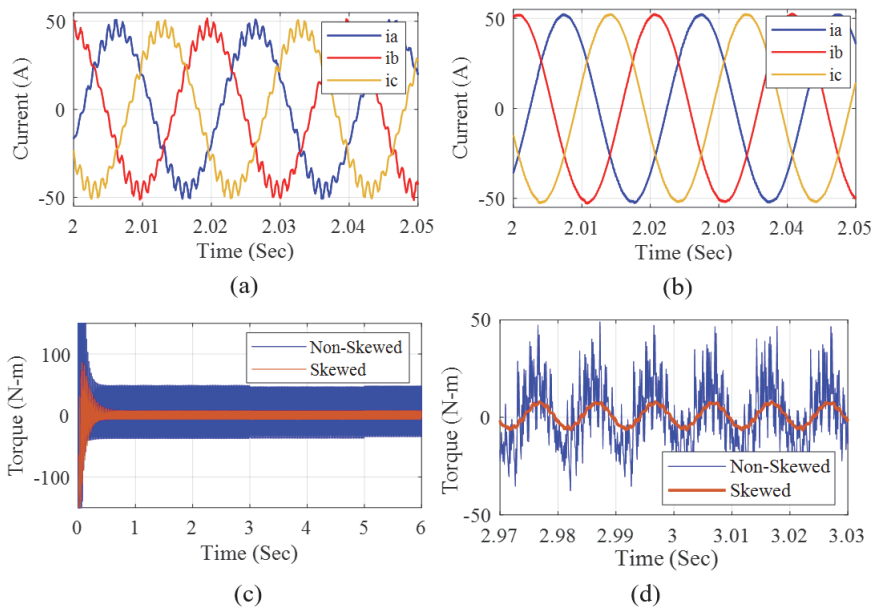 50
0
-50
Current (A)
ia
ib
ic
2 2.01 2.02 2.03 2.04 2.05
Time (Sec)
(a)
50
0
-50
Current (A)
ia
ib
ic
2 2.01 2.02 2.03 2.04 2.05
Time (Sec)
(b)
100
0
-100
Torque (N-m)
Non-Skewed
Skewed
0 1 2 3 4 5 6
Time (Sec)
(c)
50
0
-50
Torque (N-m)
Non-Skewed
Skewed
2.97 2.98 2.99 3 3.01 3.02 3.03
Time (Sec)
(d)